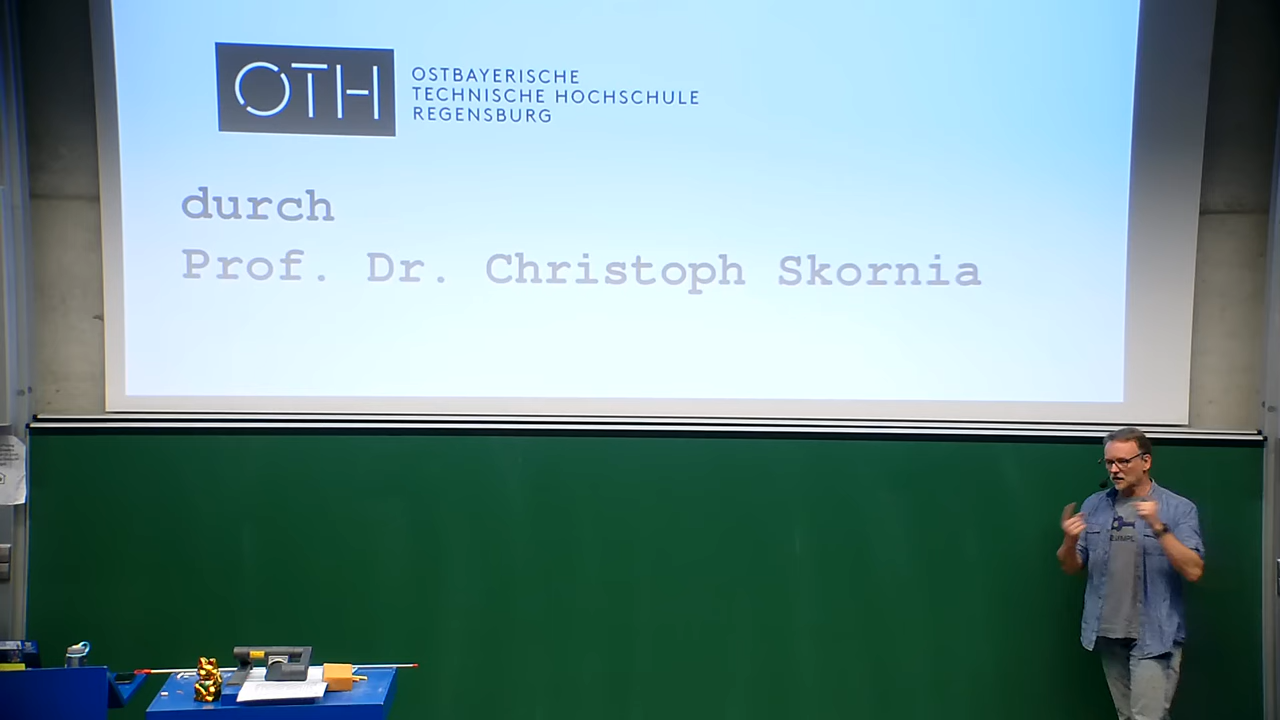 OTH
OSTBAYERISCHE
TECHNISCHE HOCHSCHULE
REGENSBURG
durch
Prof. Dr. Christoph Skornia